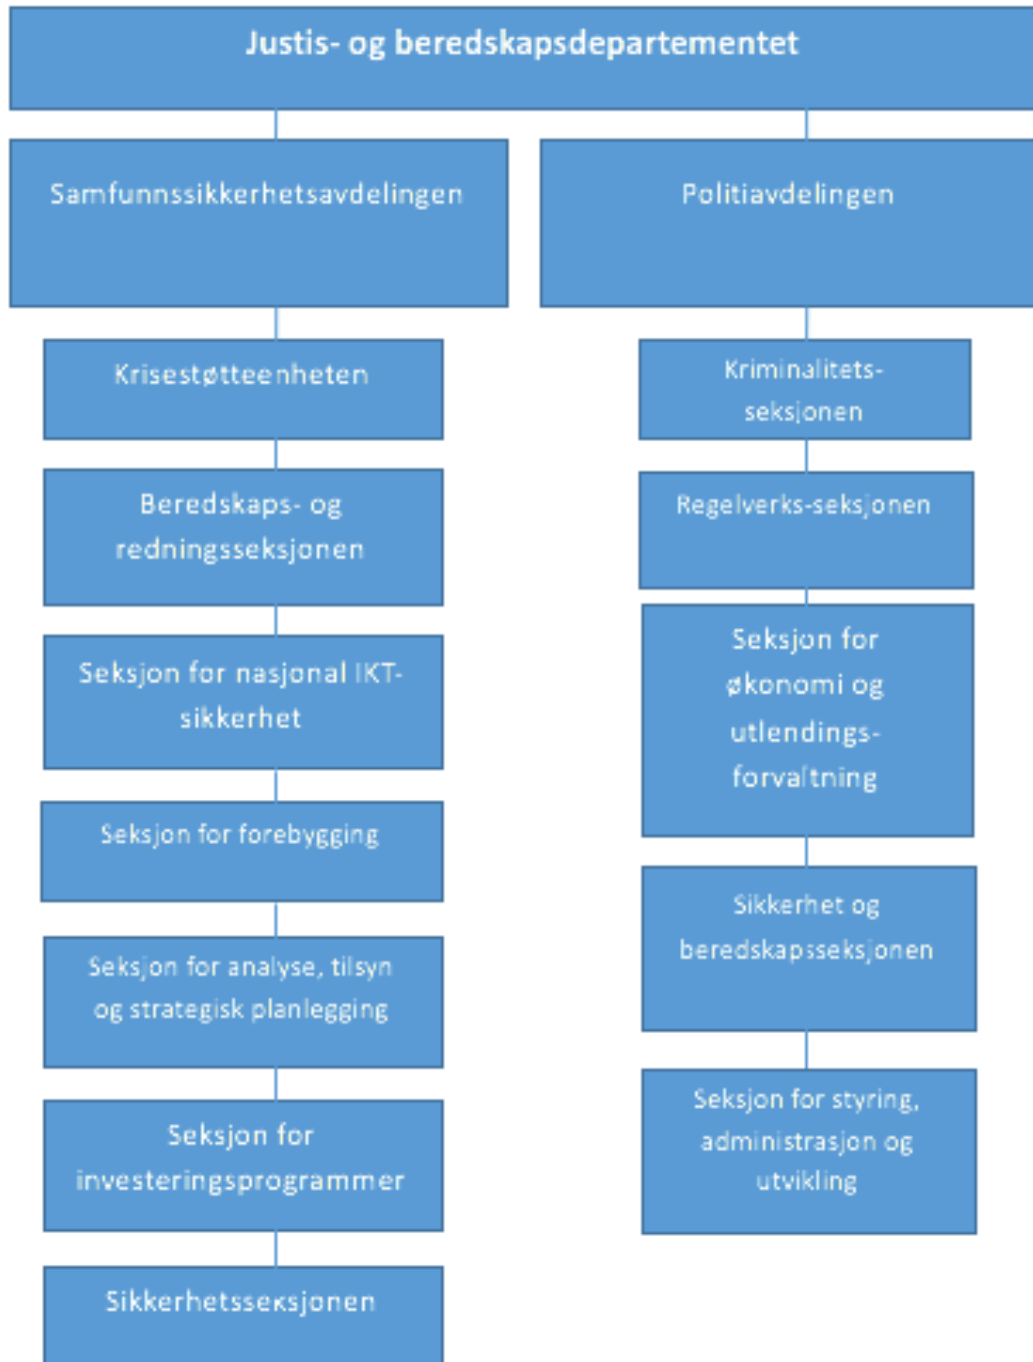 Justis- og beredskapsdepartementet
Samfunnssikkerhetsavdelingen
Politiavdelingen
Krisestøtteenheten
Beredskaps- og
redningsseksjonen
Seksjon for nasjonal IKT-
sikkerhet
Seksjon for forebygging
Seksjon for analyse, tilsyn
og strategisk planlegging
Seksjon for
investeringsprogrammer
Sikkerhetsseksjonen
Kriminalitets-
seksjonen
Regelverks-seksjonen
Seksjon for
økonomi og
utlendings-
forvaltning
Sikkerhet og
beredskapsseksjonen
Seksjon for styring,
administrasjon og
utvikling